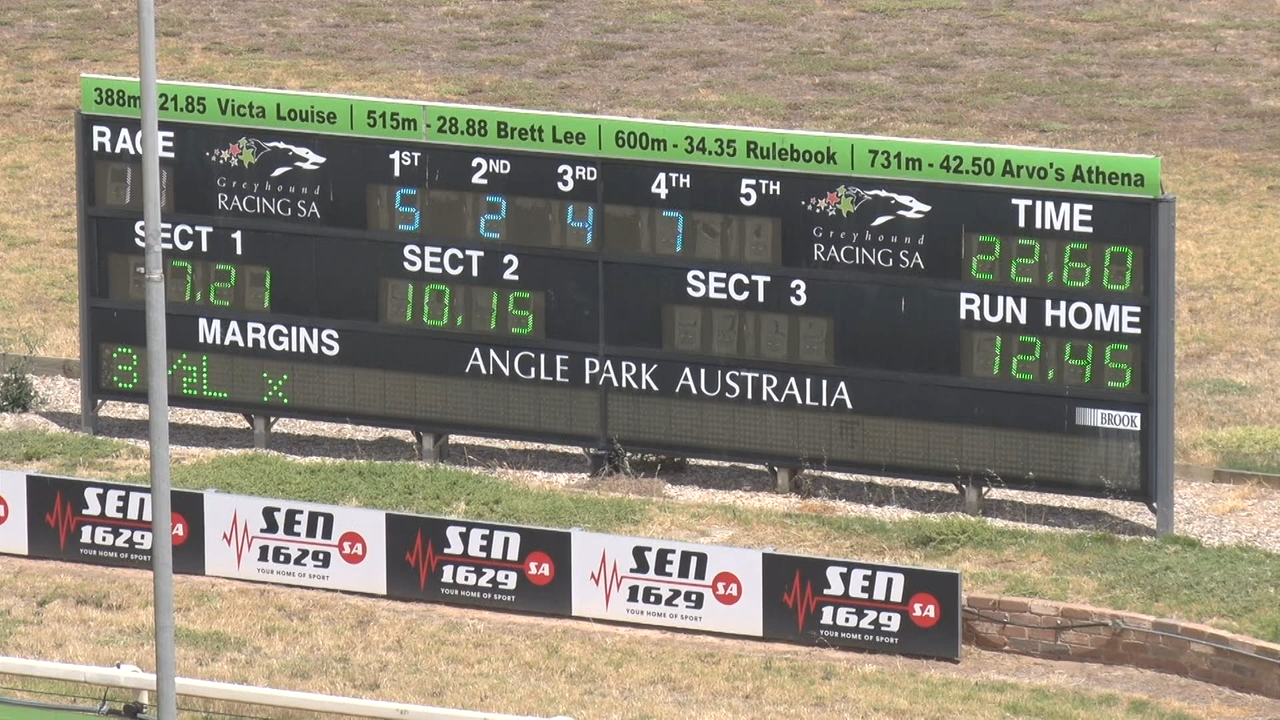 388m 21.85 Victa Louise | 515m - 28.88 Brett Lee | 600m - 34.35 Rulebook | 731m - 42.50 Arvo's Athena
RACE
Greyhound
RACING SA
1ST 2ND 3RD 4TH 5TH
5 2 4 7
Greyhound
RACING SA
TIME
22.60
SECT 1
7.21
SECT 2
10.15
SECT 3
RUN HOME
12.45
MARGINS
ANGLE PARK AUSTRALIA
BROOK
SEN
1629 SA
YOUR HOME OF SPORT
SEN
1629 SA
YOUR HOME OF SPORT
SEN
1629 SA
YOUR HOME OF SPORT
SEN
1629 SA
YOUR HOME OF SPORT
SEN
1629 SA
YOUR HOME OF SPORT